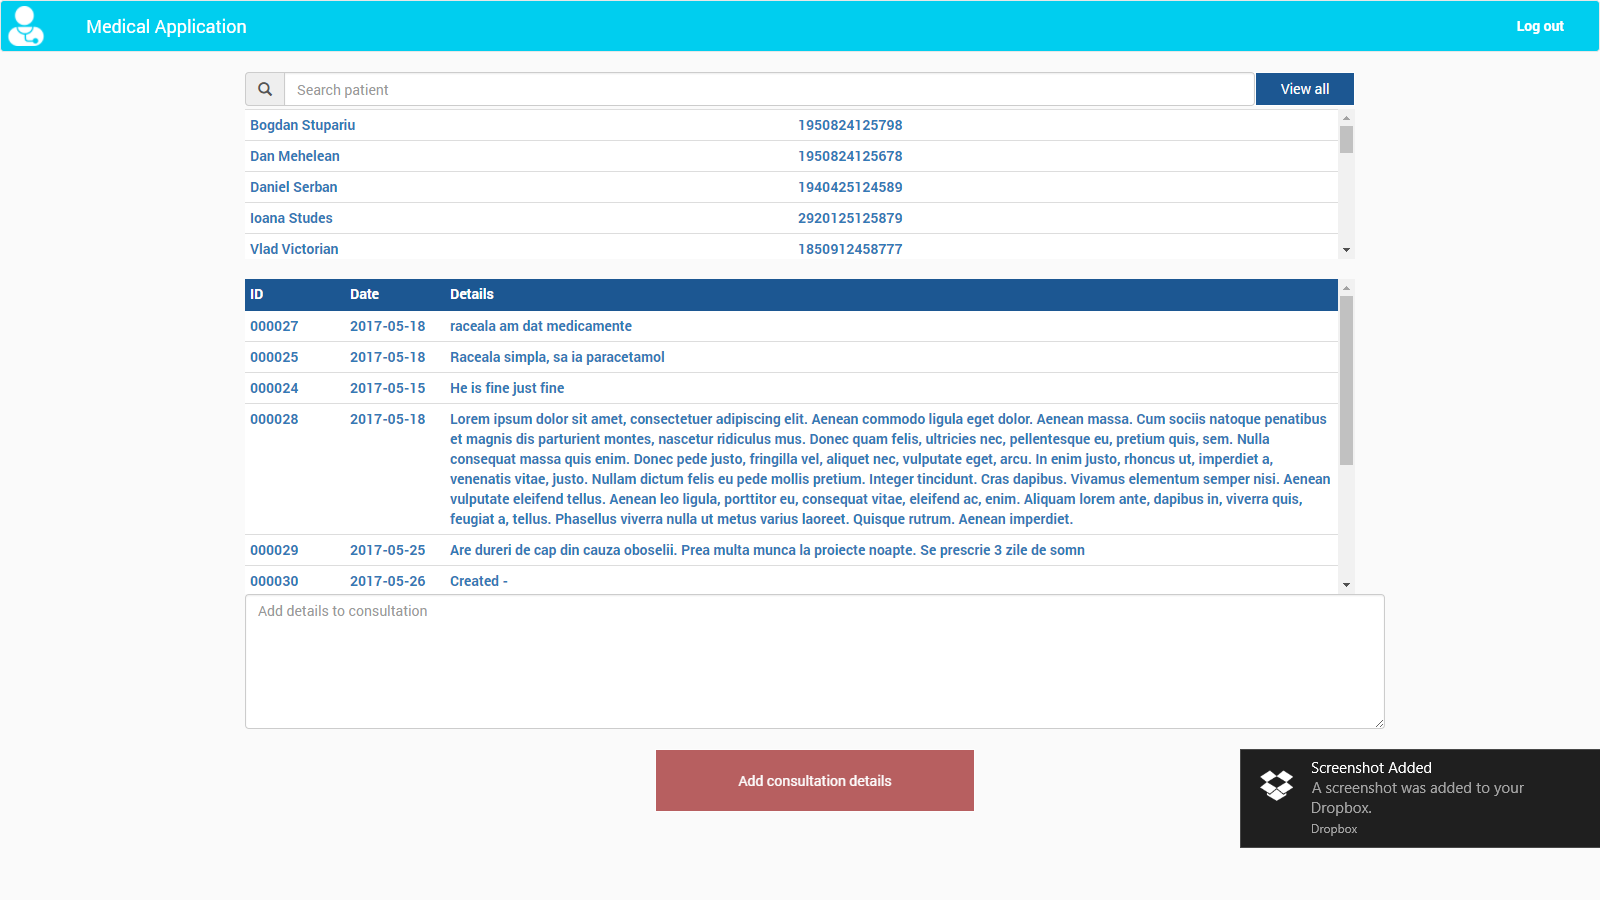 Medical Application
Log out
Search patient
View all
Bogdan Stupariu 1950824125798
Dan Mehelean 1950824125678
Daniel Serban 1940425124589
Ioana Studes 2920125125879
Vlad Victorian 1850912458777
ID Date Details
000027 2017-05-18 raceala am dat medicamente
000025 2017-05-18 Raceala simpla, sa ia paracetamol
000024 2017-05-15 He is fine just fine
000028 2017-05-18 Lorem ipsum dolor sit amet, consectetuer adipiscing elit. Aenean commodo ligula eget dolor. Aenean massa. Cum sociis natoque penatibus
et magnis dis parturient montes, nascetur ridiculus mus. Donec quam felis, ultricies nec, pellentesque eu, pretium quis, sem. Nulla
consequat massa quis enim. Donec pede justo, fringilla vel, aliquet nec, vulputate eget, arcu. In enim justo, rhoncus ut, imperdiet a,
venenatis vitae, justo. Nullam dictum felis eu pede mollis pretium. Integer tincidunt. Cras dapibus. Vivamus elementum semper nisi. Aenean
vulputate eleifend tellus. Aenean leo ligula, porttitor eu, consequat vitae, eleifend ac, enim. Aliquam lorem ante, dapibus in, viverra quis,
feugiat a, tellus. Phasellus viverra nulla ut metus varius laoreet. Quisque rutrum. Aenean imperdiet.
000029 2017-05-25 Are dureri de cap din cauza oboselii. Prea multa munca la proiecte noapte. Se prescrie 3 zile de somn
000030 2017-05-26 Created -
Add details to consultation
Add consultation details
Screenshot Added
A screenshot was added to your
Dropbox.
Dropbox